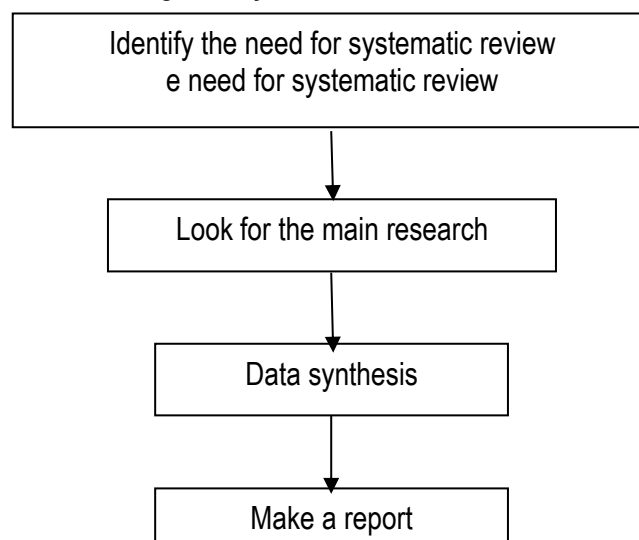 Identify the need for systematic review
e need for systematic review
Look for the main research
Data synthesis
Make a report